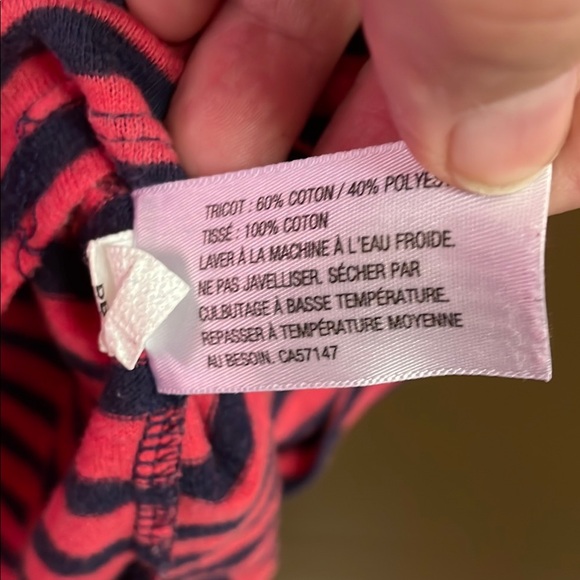 TRICOT : 60% COTON / 40% POLYES
TISSÉ : 100% COTON
LAVER À LA MACHINE À L'EAU FROIDE.
NE PAS JAVELLISER. SÉCHER PAR
CULBUTAGE À BASSE TEMPÉRATURE.
REPASSER À TEMPÉRATURE MOYENNE
AU BESOIN. CA57147